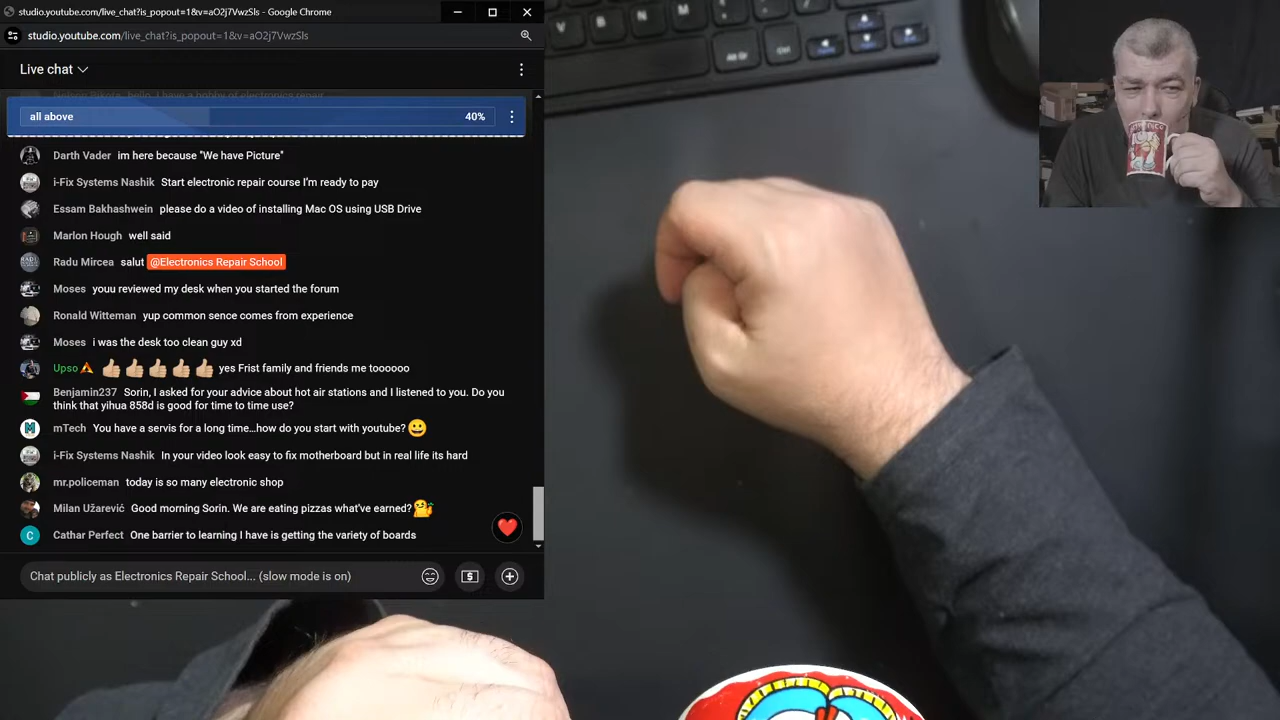 studio.youtube.com/live_chat?is_popout=1&v=aO2j7VwzSls - Google Chrome
studio.youtube.com/live_chat?is_popout=1&v=aO2j7VwzSls
Live chat
hello, I have a hobby of electronics repair
all above 40%
Darth Vader im here because "We have Picture"
i-Fix Systems Nashik Start electronic repair course I'm ready to pay
Essam Bakhashwein please do a video of installing Mac OS using USB Drive
Marlon Hough well said
Radu Mircea salut @Electronics Repair School
Moses youu reviewed my desk when you started the forum
Ronald Witteman yup common sence comes from experience
Moses i was the desk too clean guy xd
Upso 👍👍👍👍👍 yes Frist family and friends me toooooo
Benjamin237 Sorin, I asked for your advice about hot air stations and I listened to you. Do you
think that yihua 858d is good for time to time use?
mTech You have a servis for a long time...how do you start with youtube? 😀
i-Fix Systems Nashik In your video look easy to fix motherboard but in real life its hard
mr.policeman today is so many electronic shop
Milan Užarević Good morning Sorin. We are eating pizzas what've earned?
C Cathar Perfect One barrier to learning I have is getting the variety of boards
Chat publicly as Electronics Repair School... (slow mode is on)
V B N M
Alt Gr Ctrl